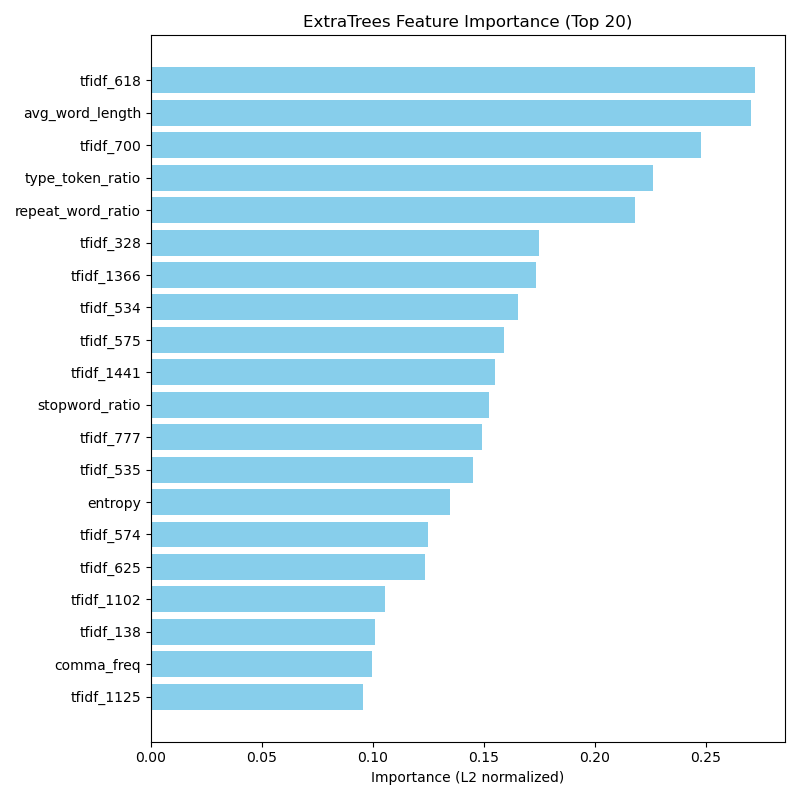 ExtraTrees Feature Importance (Top 20)
tfidf_618
avg_word_length
tfidf_700
type_token_ratio
repeat_word_ratio
tfidf_328
tfidf_1366
tfidf_534
tfidf_575
tfidf_1441
stopword_ratio
tfidf_777
tfidf_535
entropy
tfidf_574
tfidf_625
tfidf_1102
tfidf_138
comma_freq
tfidf_1125
0.00 0.05 0.10 0.15 0.20 0.25
Importance (L2 normalized)